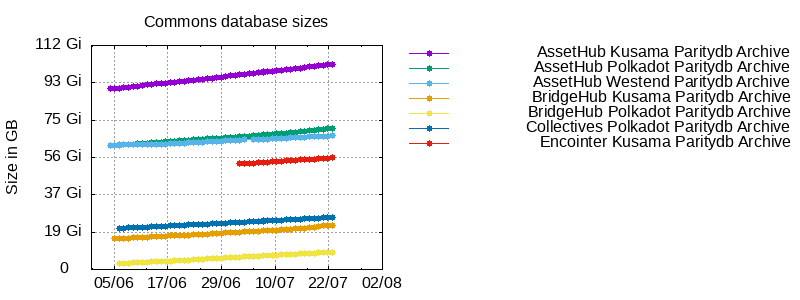 Commons database sizes
112 Gi
93 Gi
75 Gi
56 Gi
37 Gi
19 Gi
0
Size in GB
05/06 17/06 29/06 10/07 22/07 02/08
AssetHub Kusama Paritydb Archive
AssetHub Polkadot Paritydb Archive
AssetHub Westend Paritydb Archive
BridgeHub Kusama Paritydb Archive
BridgeHub Polkadot Paritydb Archive
Collectives Polkadot Paritydb Archive
Encointer Kusama Paritydb Archive